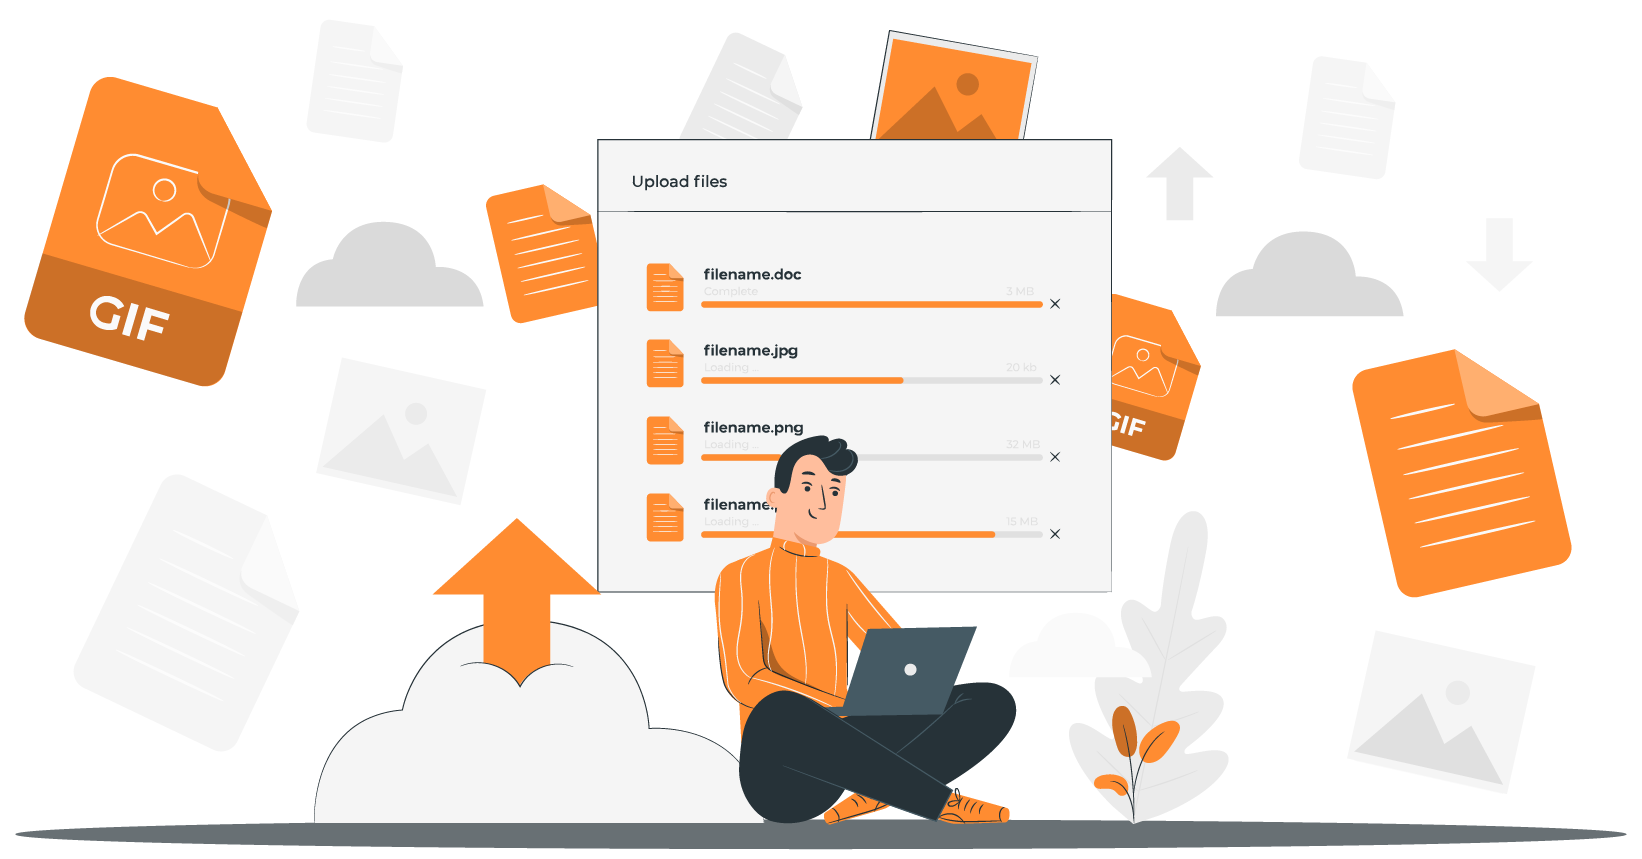 GIF
Upload files
filename.doc
Complete 3 MB
filename.jpg
Loading ... 20 kb
filename.png
Loading ... 32 MB
GIF
Loading ... 15 MB